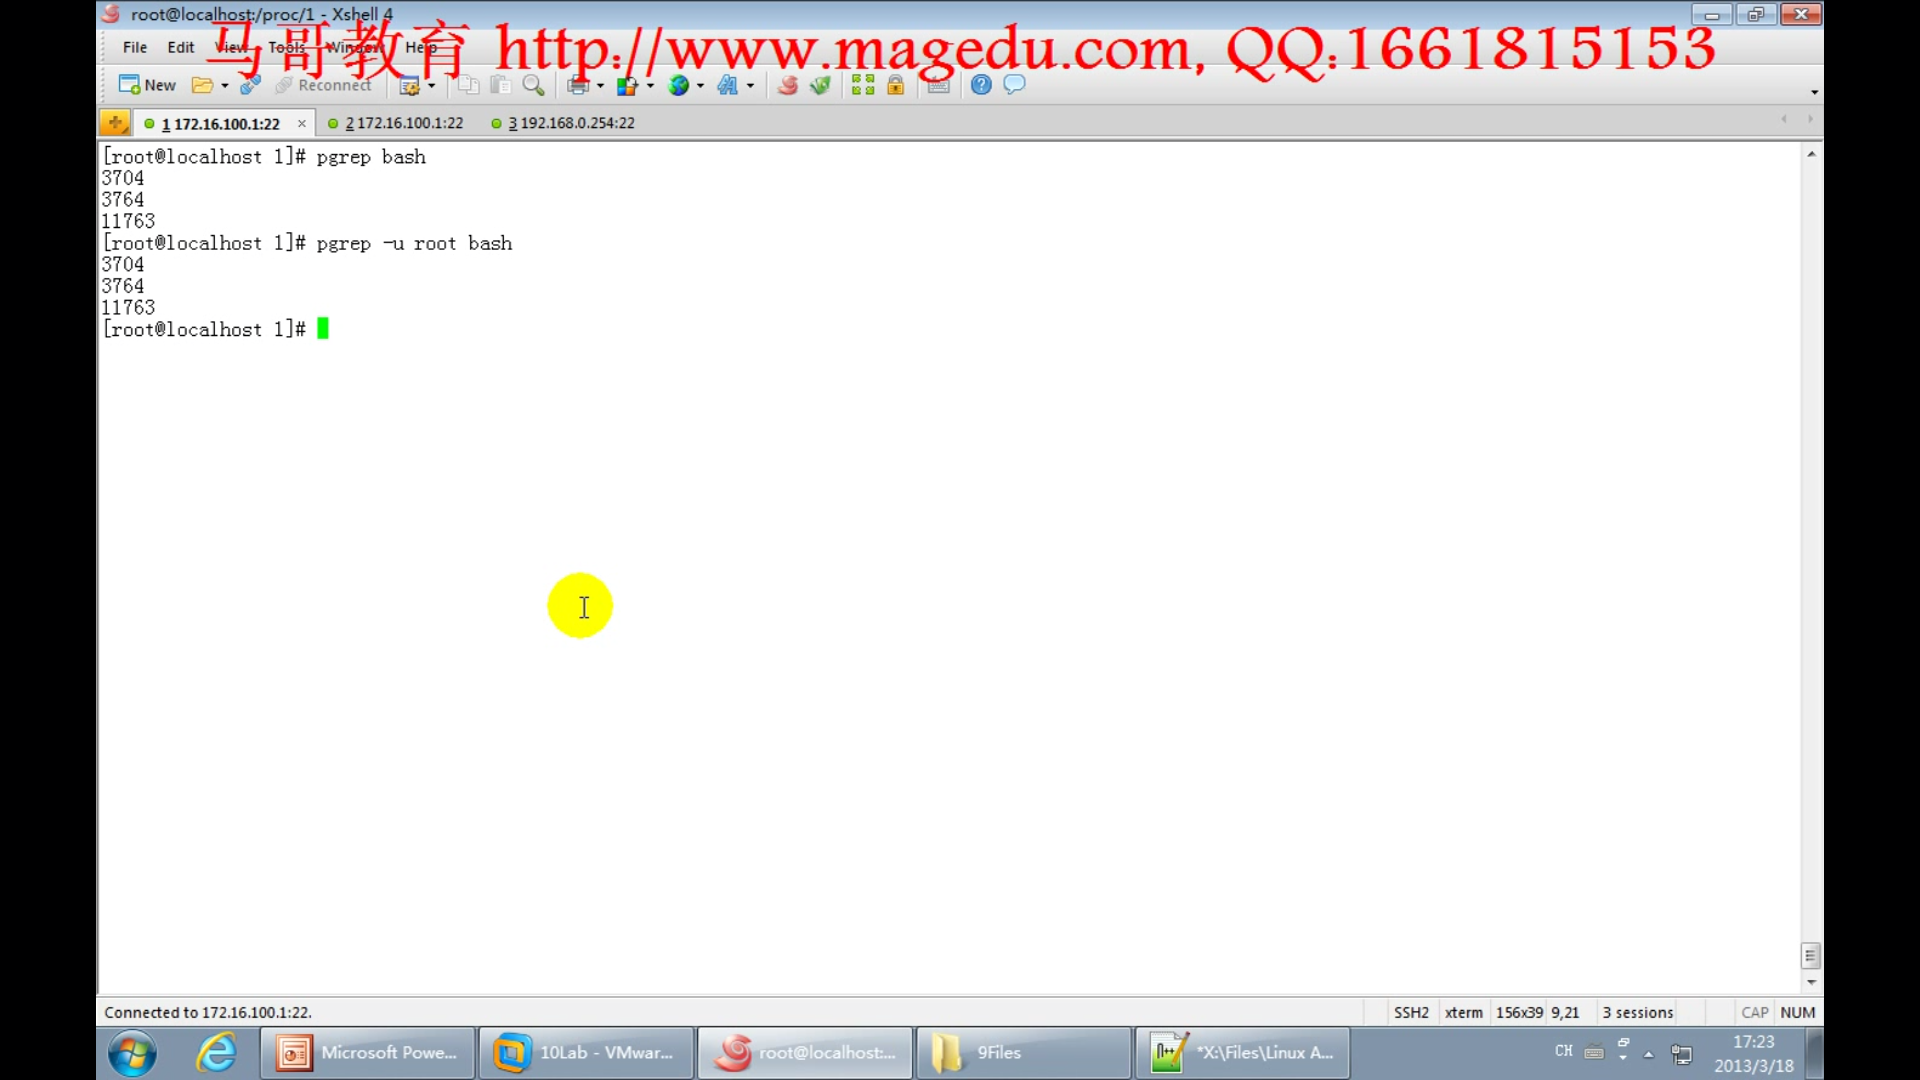 root@localhost:/proc/1 - Xshell 4
马哥教育 http://www.magedu.com, QQ:1661815153
File Edit View Tools Window Help
New Reconnect
1 172.16.100.1:22 2 172.16.100.1:22 3 192.168.0.254:22
[root@localhost 1]# pgrep bash
3704
3764
11763
[root@localhost 1]# pgrep -u root bash
3704
3764
11763
[root@localhost 1]#
Connected to 172.16.100.1:22. SSH2 xterm 156x39 9,21 3 sessions CAP NUM
Microsoft Powe... 10Lab - VMwar... root@localhost:... 9Files *X:\Files\Linux A... CH 17:23
2013/3/18